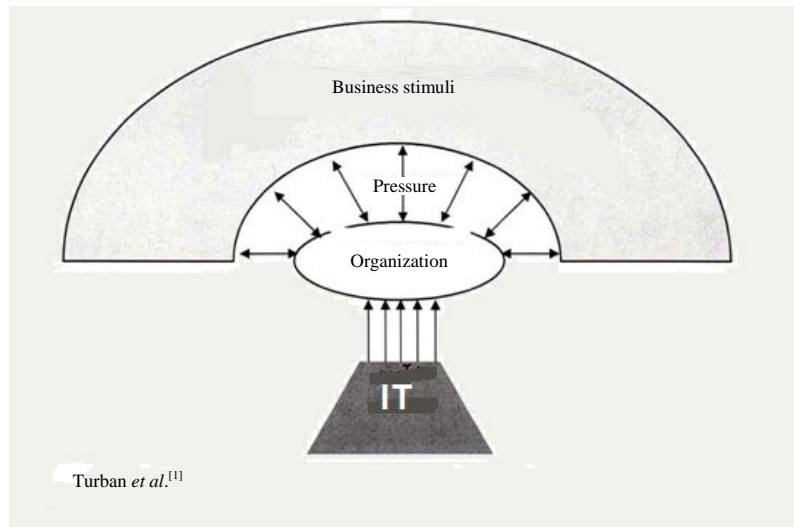 Business stimuli
Pressure
Organization
IT
Turban et al.[1]